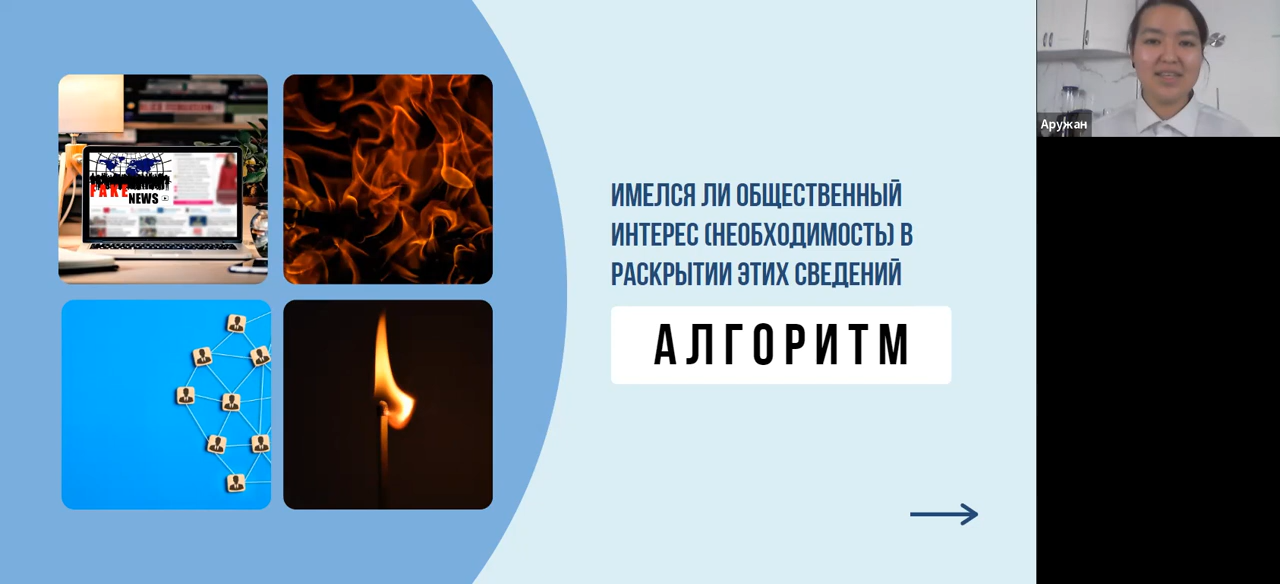 FAKE
NEWS
ИМЕЛСЯ ЛИ ОБЩЕСТВЕННЫЙ
ИНТЕРЕС (НЕОБХОДИМОСТЬ) В
РАСКРЫТИИ ЭТИХ СВЕДЕНИЙ
АЛГОРИТМ
Аружан